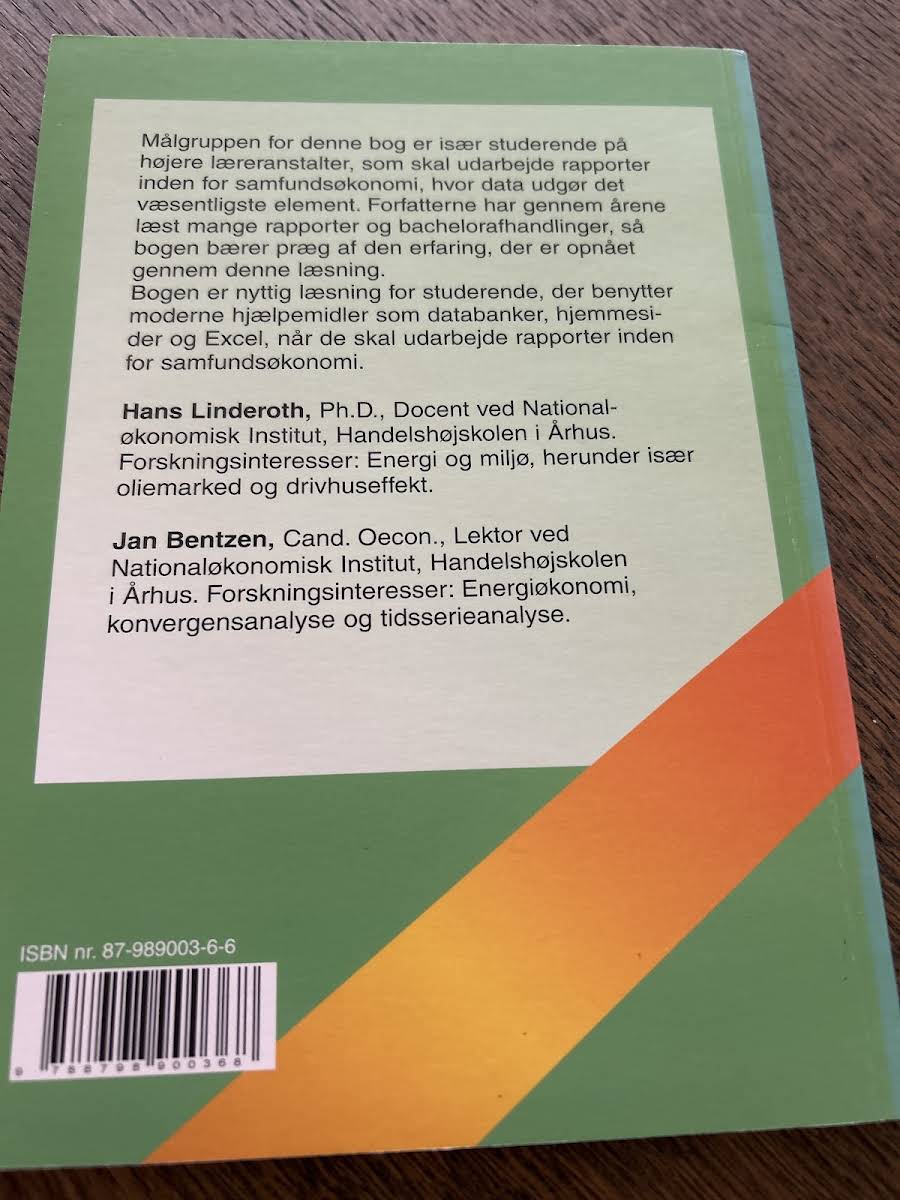 Målgruppen for denne bog er især studerende på
højere læreranstalter, som skal udarbejde rapporter
inden for samfundsøkonomi, hvor data udgør det
væsentligste element. Forfatterne har gennem årene
læst mange rapporter og bachelorafhandlinger, så
bogen bærer præg af den erfaring, der er opnået
gennem denne læsning.
Bogen er nyttig læsning for studerende, der benytter
moderne hjælpemidler som databanker, hjemmesi-
der og Excel, når de skal udarbejde rapporter inden
for samfundsøkonomi.
Hans Linderoth, Ph.D., Docent ved National-
økonomisk Institut, Handelshøjskolen i Århus.
Forskningsinteresser: Energi og miljø, herunder især
oliemarked og drivhuseffekt.
Jan Bentzen, Cand. Oecon., Lektor ved
Nationaløkonomisk Institut, Handelshøjskolen
i Århus. Forskningsinteresser: Energiøkonomi,
konvergensanalyse og tidsserieanalyse.
ISBN nr. 87-989003-6-6
9 788798 900368